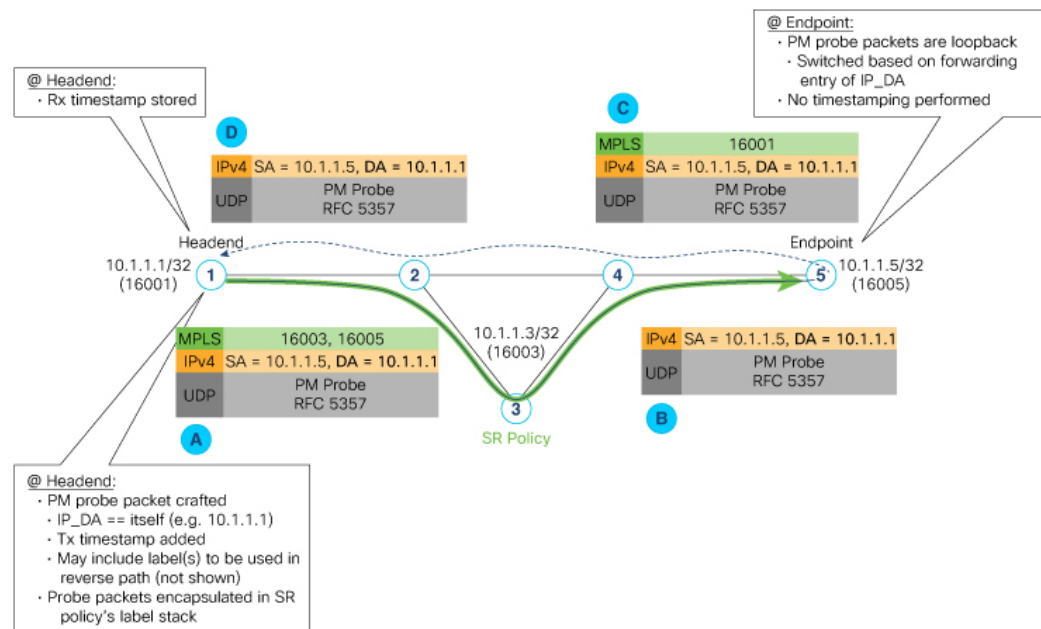 @ Endpoint:
· PM probe packets are loopback
· Switched based on forwarding
entry of IP_DA
· No timestamping performed
@ Headend:
· Rx timestamp stored
D
IPv4 SA = 10.1.1.5, DA = 10.1.1.1
UDP
PM Probe
RFC 5357
C
MPLS 16001
IPv4 SA = 10.1.1.5, DA = 10.1.1.1
UDP
PM Probe
RFC 5357
Headend
10.1.1.1/32
(16001)
1
2
4
Endpoint
5
10.1.1.5/32
(16005)
10.1.1.3/32
(16003)
3
SR Policy
MPLS 16003, 16005
IPv4 SA = 10.1.1.5, DA = 10.1.1.1
UDP
PM Probe
RFC 5357
A
IPv4 SA = 10.1.1.5, DA = 10.1.1.1
UDP
PM Probe
RFC 5357
B
@ Headend:
· PM probe packet crafted
· IP_DA == itself (e.g. 10.1.1.1)
· Tx timestamp added
· May include label(s) to be used in
reverse path (not shown)
· Probe packets encapsulated in SR
policy's label stack